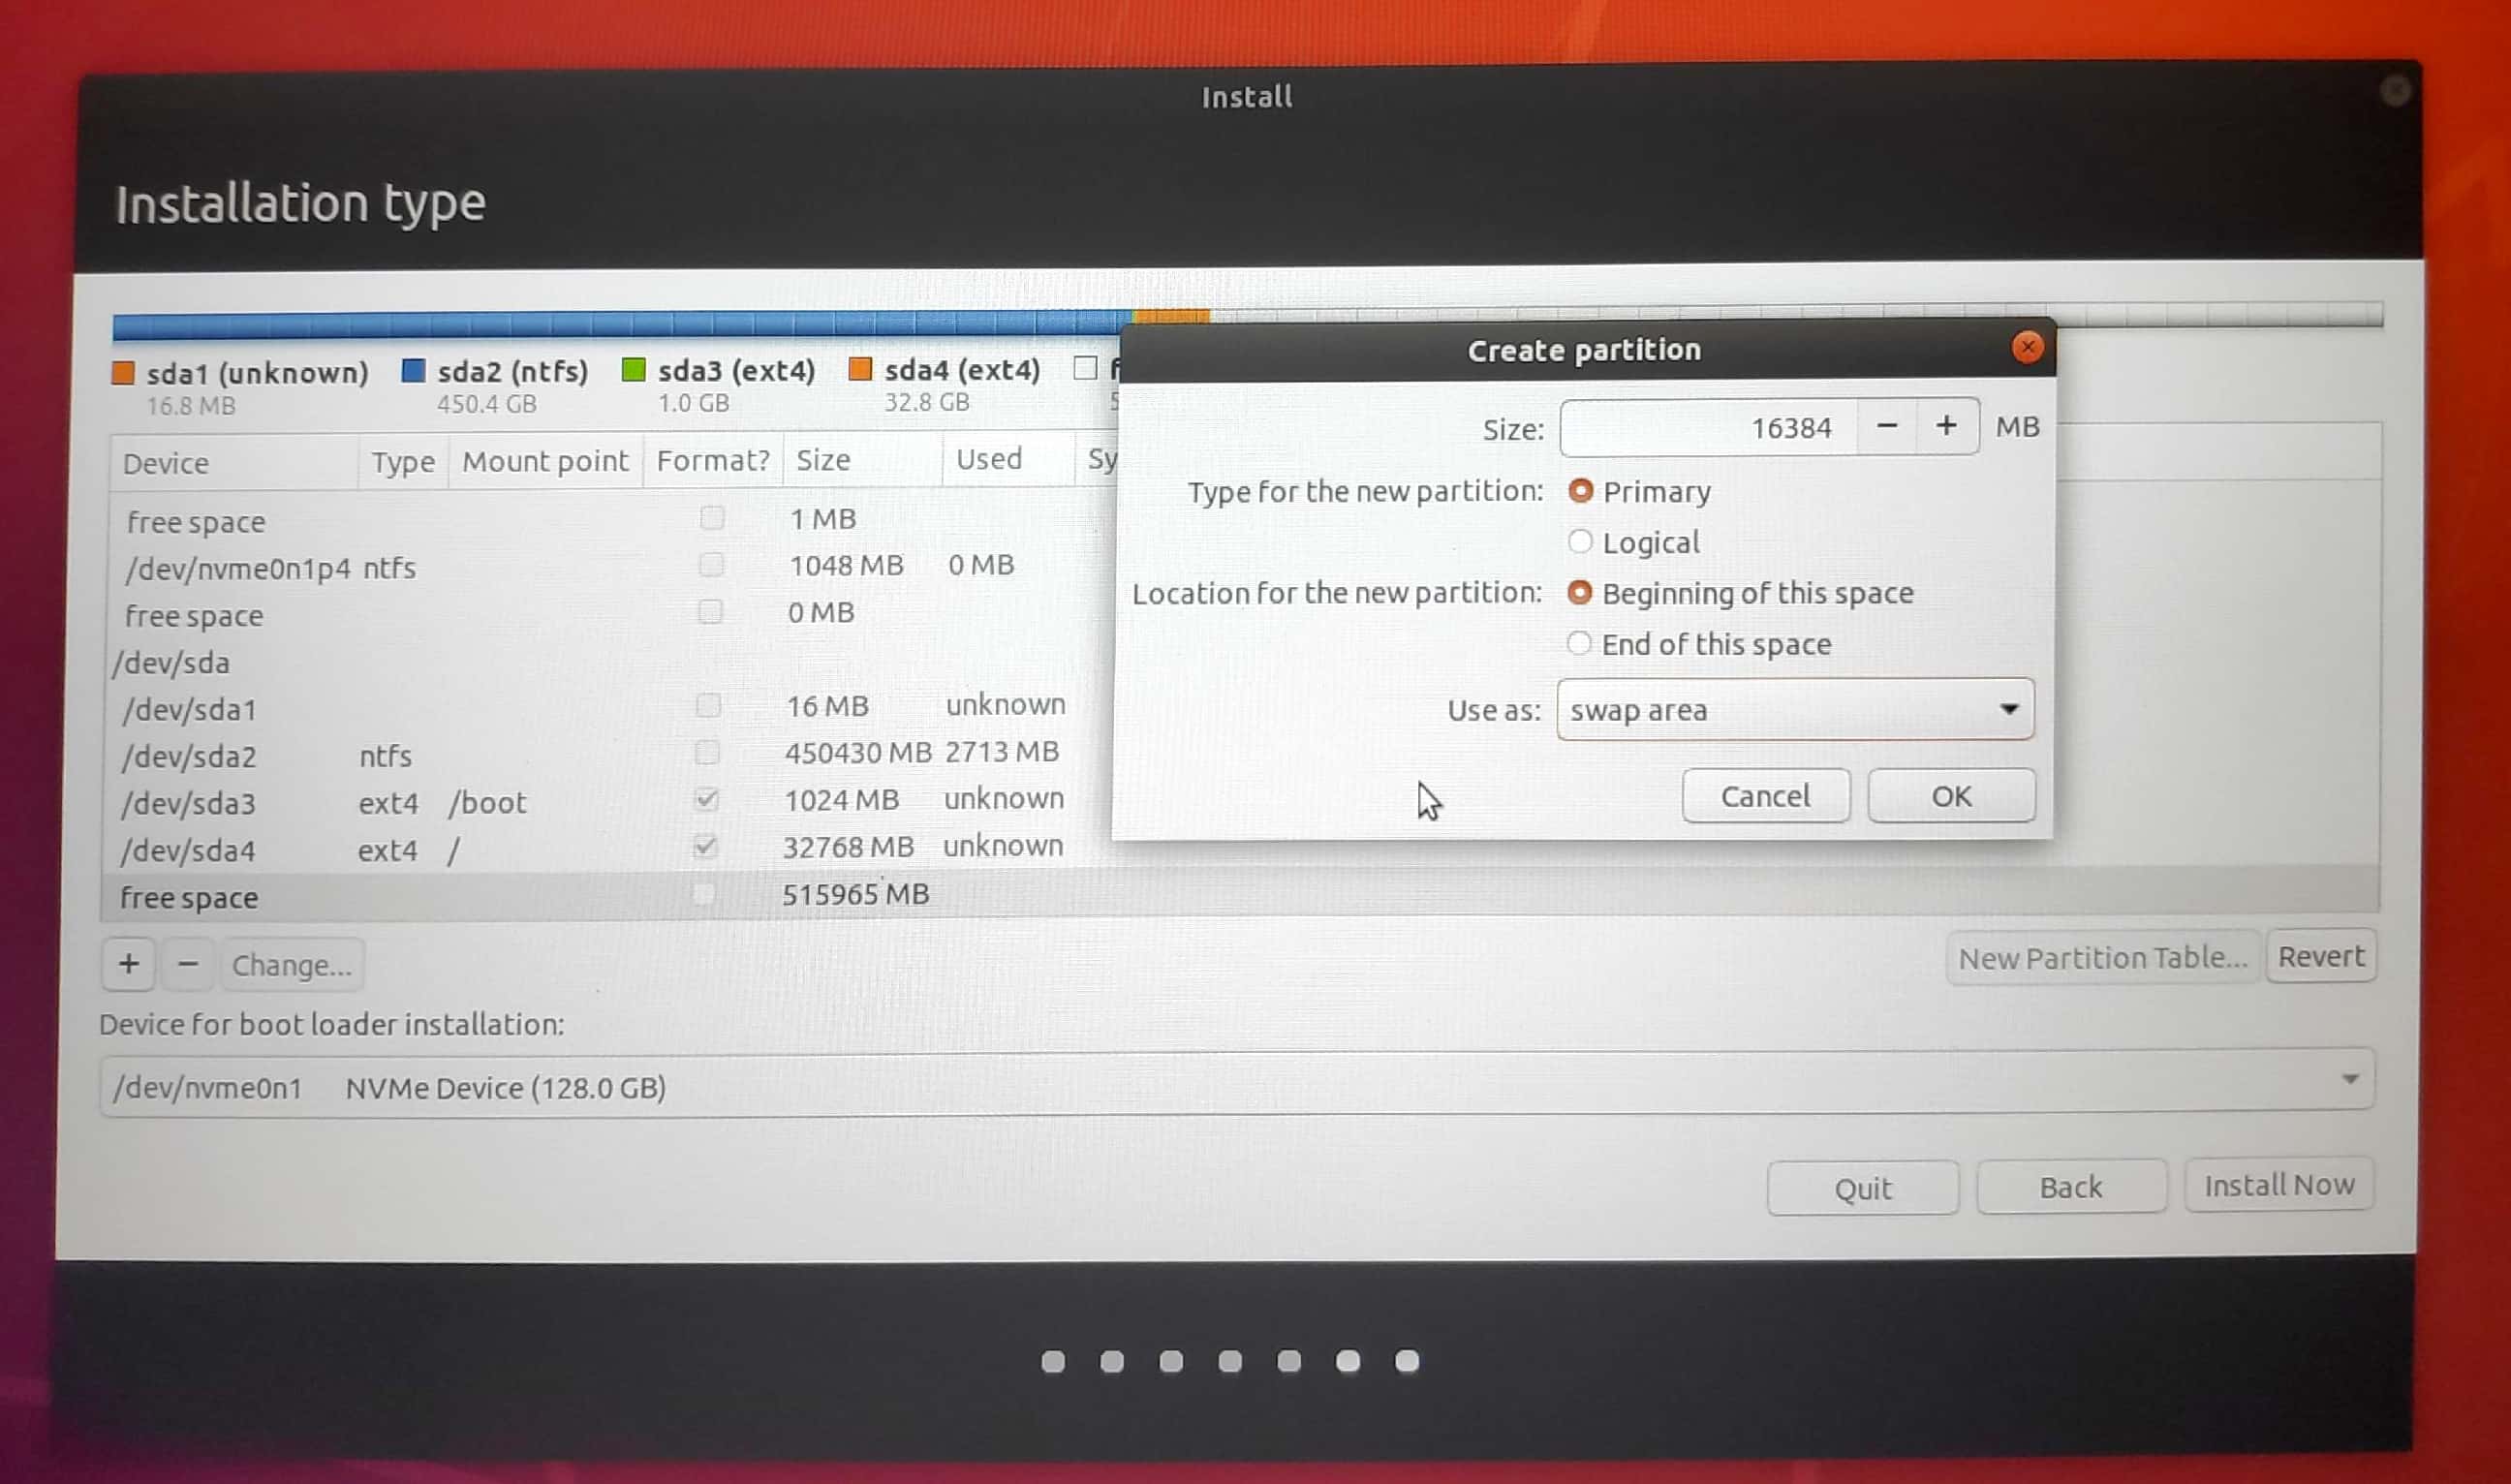 Install
Installation type
sda1 (unknown) sda2 (ntfs) sda3 (ext4) sda4 (ext4)
16.8 MB 450.4 GB 1.0 GB 32.8 GB
Device Type Mount point Format? Size Used Sy
free space 1 MB
/dev/nvme0n1p4 ntfs 1048 MB 0 MB
free space 0 MB
/dev/sda
/dev/sda1 16 MB unknown
/dev/sda2 ntfs 450430 MB 2713 MB
/dev/sda3 ext4 /boot 1024 MB unknown
/dev/sda4 ext4 / 32768 MB unknown
free space 515965 MB
Create partition
Size: 16384 − + MB
Type for the new partition: Primary
Logical
Location for the new partition: Beginning of this space
End of this space
Use as: swap area
Cancel OK
+ − Change... New Partition Table... Revert
Device for boot loader installation:
/dev/nvme0n1 NVMe Device (128.0 GB)
Quit Back Install Now